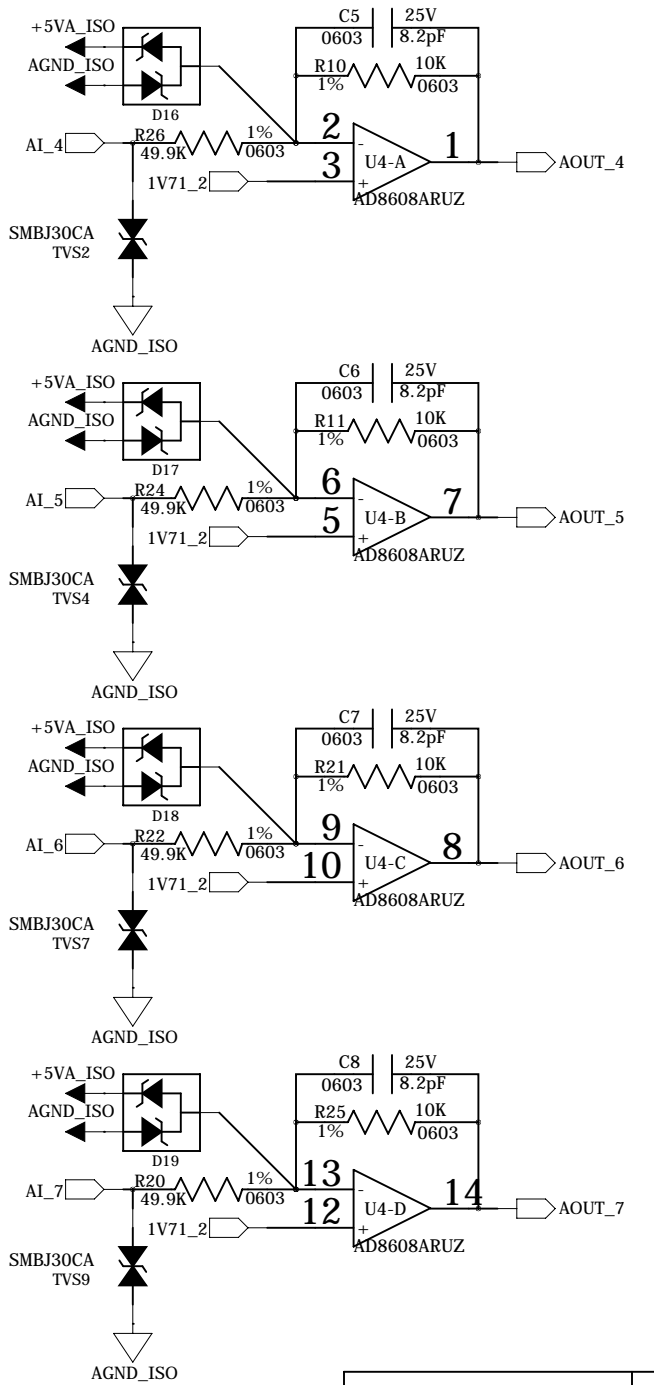 C5 25V
0603 8.2pF
+5VA_ISO
AGND_ISO
R10 10K
1% 0603
D16
AI_4 R26 1% 2 - U4-A 1 AOUT_4
49.9K 0603
1V71_2 3 +
AD8608ARUZ
SMBJ30CA
TVS2
AGND_ISO
C6 25V
0603 8.2pF
+5VA_ISO
AGND_ISO
R11 10K
1% 0603
D17
AI_5 R24 1% 6 - U4-B 7 AOUT_5
49.9K 0603
1V71_2 5 +
AD8608ARUZ
SMBJ30CA
TVS4
AGND_ISO
C7 25V
0603 8.2pF
+5VA_ISO
AGND_ISO
R21 10K
1% 0603
D18
AI_6 R22 1% 9 - U4-C 8 AOUT_6
49.9K 0603
1V71_2 10 +
AD8608ARUZ
SMBJ30CA
TVS7
AGND_ISO
C8 25V
0603 8.2pF
+5VA_ISO
AGND_ISO
R25 10K
1% 0603
D19
AI_7 R20 1% 13 - U4-D 14 AOUT_7
49.9K 0603
1V71_2 12 +
AD8608ARUZ
SMBJ30CA
TVS9
AGND_ISO